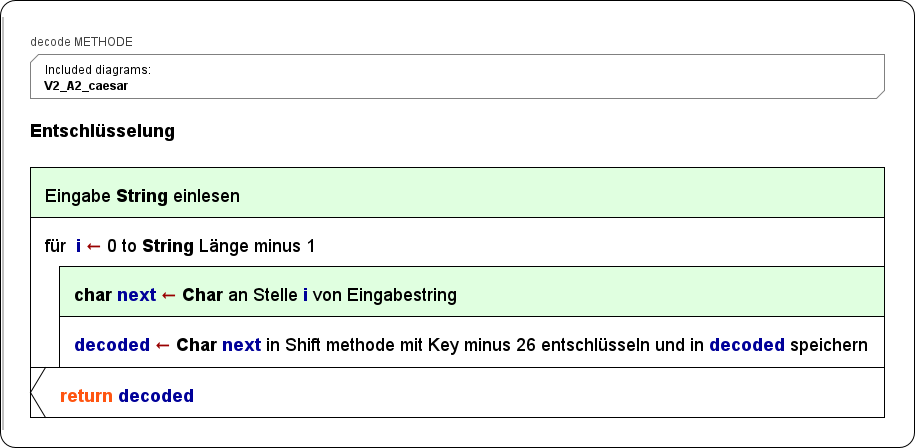 decode METHODE
Included diagrams:
V2_A2_caesar
Entschlüsselung
Eingabe String einlesen
für i ← 0 to String Länge minus 1
char next ← Char an Stelle i von Eingabestring
decoded ← Char next in Shift methode mit Key minus 26 entschlüseln und in decoded speichern
return decoded